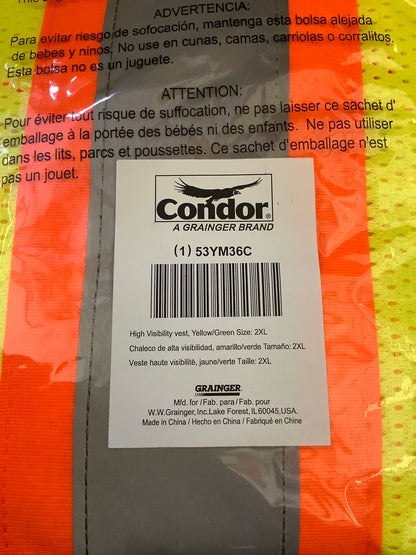 ADVERTENCIA:
Para evitar riesgo de sofocación, mantenga esta bolsa alejada
de bebés y ninos. No use en cunas, camas, carriolas o corralitos.
Esta bolsa no es un juguete.
ATTENTION:
Pour éviter tout risque de suffocation, ne pas laisser ce sachet d'
emballage à la portée des bébés ni des enfants. Ne pas utiliser
dans les lits, parcs et poussettes. Ce sachet d'emballage n'est
pas un jouet.
Condor®
A GRAINGER BRAND
(1) 53YM36C
High Visibility vest, Yellow/Green Size: 2XL
Chaleco de alta visibilidad, amarillo/verde Tamaño: 2XL
Veste haute visibilité, jaune/verte Taille: 2XL
GRAINGER
Mfd. for / Fab. para / Fab. pour
W.W.Grainger, Inc.Lake Forest, IL60045,USA.
Made in China / Hecho en China / Fabriqué en Chine